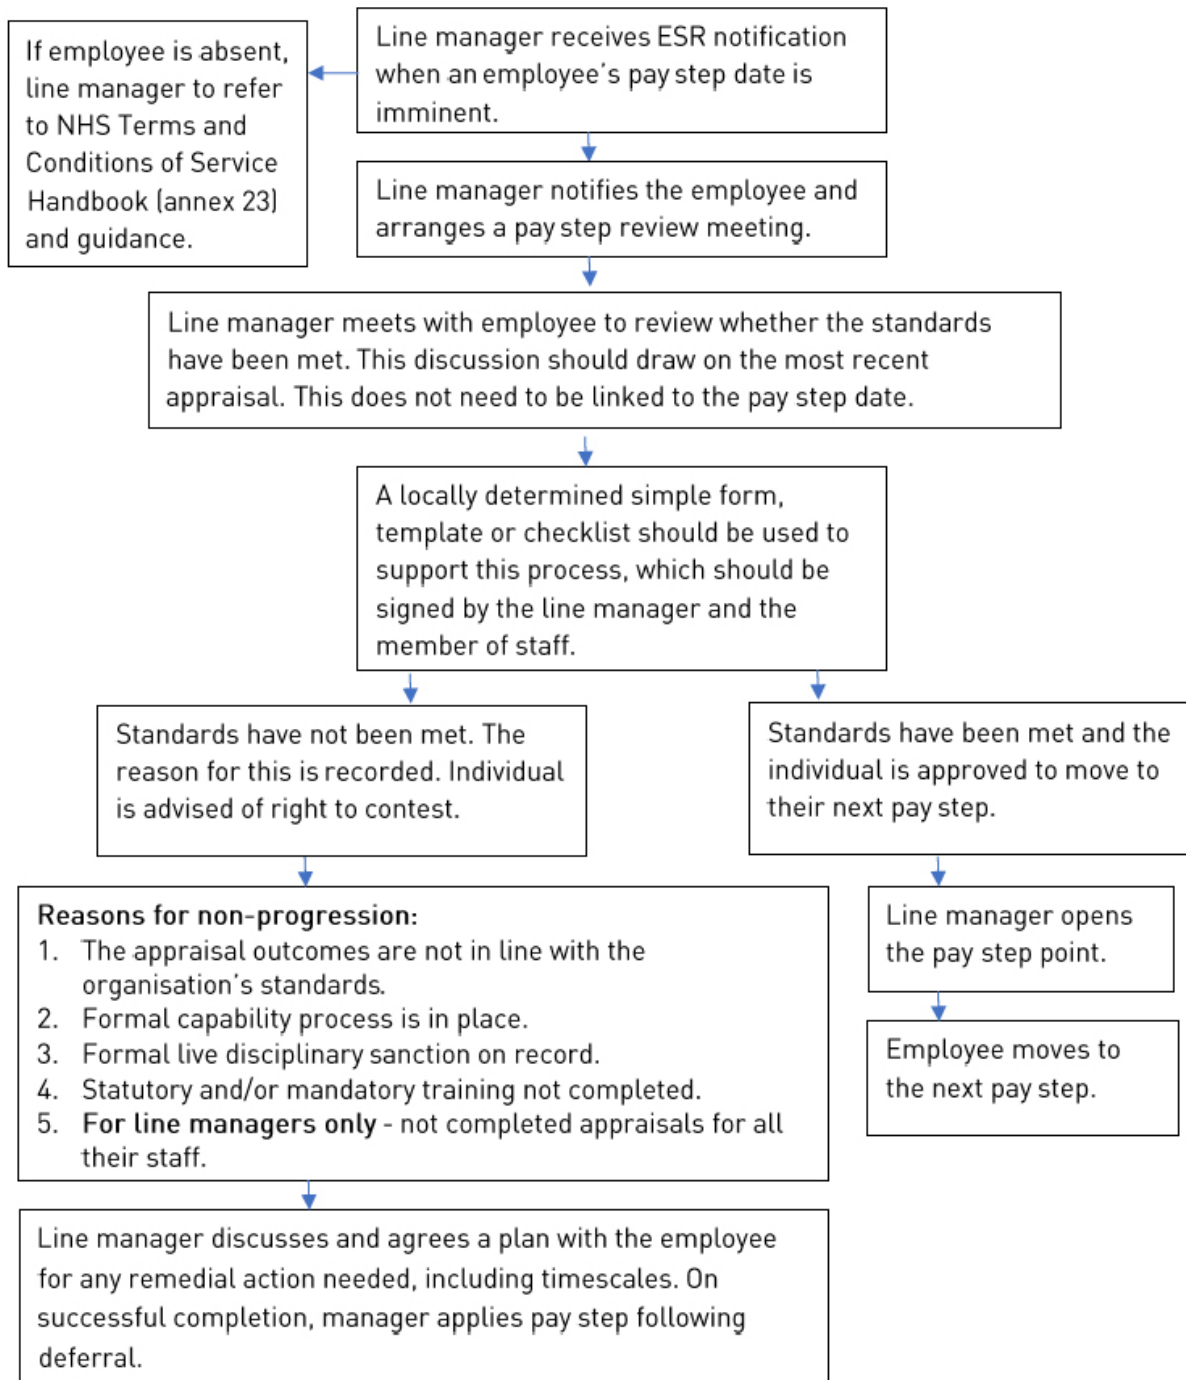 If employee is absent,
line manager to refer
to NHS Terms and
Conditions of Service
Handbook (annex 23)
and guidance.
Line manager receives ESR notification
when an employee's pay step date is
imminent.
Line manager notifies the employee and
arranges a pay step review meeting.
Line manager meets with employee to review whether the standards
have been met. This discussion should draw on the most recent
appraisal. This does not need to be linked to the pay step date.
A locally determined simple form,
template or checklist should be used to
support this process, which should be
signed by the line manager and the
member of staff.
Standards have not been met. The
reason for this is recorded. Individual
is advised of right to contest.
Standards have been met and the
individual is approved to move to
their next pay step.
Reasons for non-progression:
1. The appraisal outcomes are not in line with the
organisation's standards.
2. Formal capability process is in place.
3. Formal live disciplinary sanction on record.
4. Statutory and/or mandatory training not completed.
5. For line managers only - not completed appraisals for all
their staff.
Line manager opens
the pay step point.
Employee moves to
the next pay step.
Line manager discusses and agrees a plan with the employee
for any remedial action needed, including timescales. On
successful completion, manager applies pay step following
deferral.